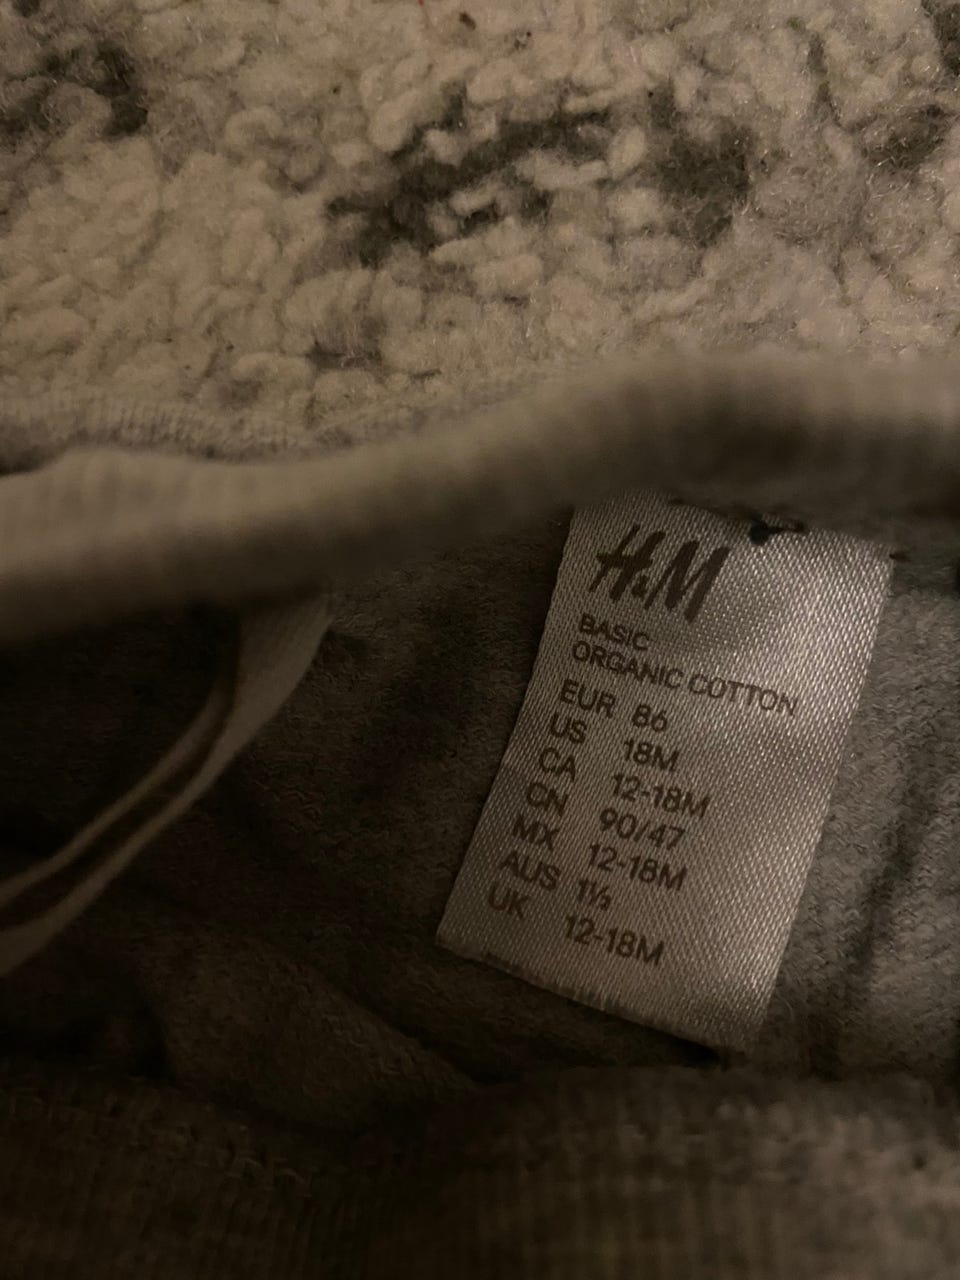 H&M
BASIC
ORGANIC COTTON
EUR 86
US 18M
CA 12-18M
CN 90/47
MX 12-18M
AUS 1½
UK 12-18M